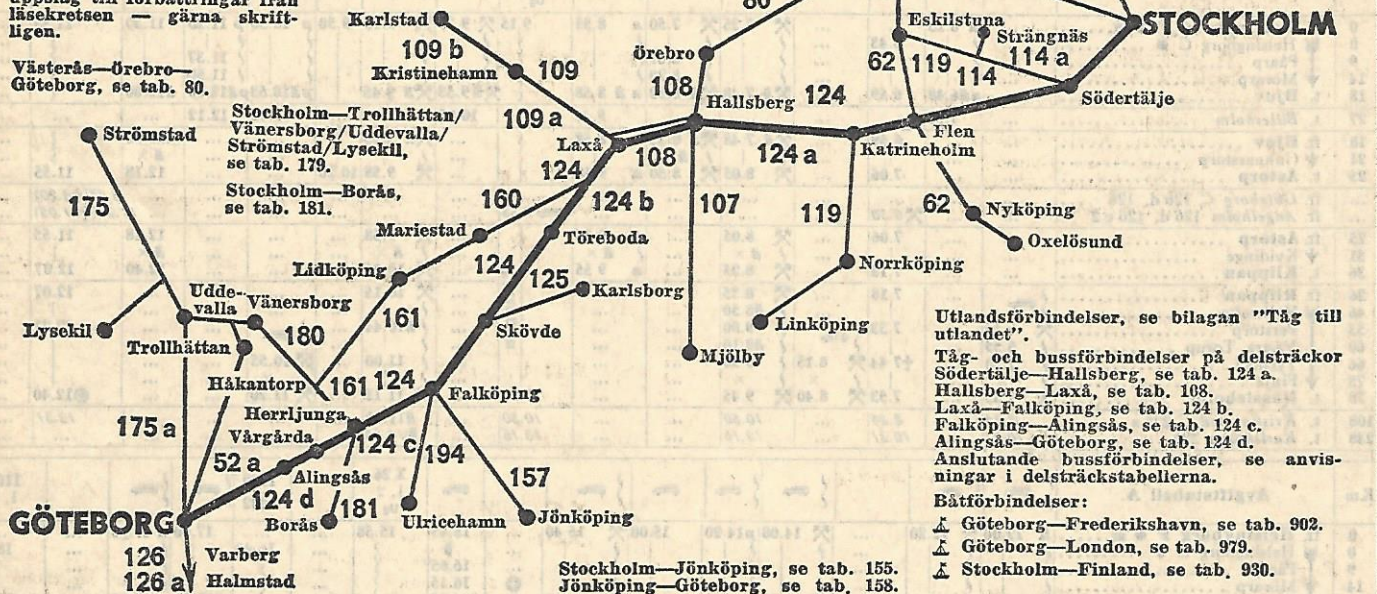 läsekretsen — gärna skrift-
ligen.
Västerås—Örebro—
Göteborg, se tab. 80.
Karlstad
109 b
Kristinehamn
109
109 a
80
Örebro
108
Hallsberg
124
Eskilstuna
Strängnäs
STOCKHOLM
62
119
114
114 a
Södertälje
Flen
Katrineholm
124 a
Laxå
108
Strömstad
Stockholm—Trollhättan/
Vänersborg/Uddevalla/
Strömstad/Lysekil,
se tab. 179.
Stockholm—Borås,
se tab. 181.
124
124 b
160
175
Mariestad
Töreboda
107
119
62
Nyköping
Oxelösund
Norrköping
Lidköping
124
125
Karlsborg
Udde-
valla
Vänersborg
180
161
Skövde
Linköping
Lysekil
Trollhättan
Mjölby
Håkantorp
161
124
Falköping
Herrljunga
175 a
Vårgårda
124 c
194
52 a
Alingsås
157
124 d
Borås
181
Ulricehamn
Jönköping
GÖTEBORG
126
Varberg
126 a
Halmstad
Utlandsförbindelser, se bilagan "Tåg till
utlandet".
Tåg- och bussförbindelser på delsträckor
Södertälje—Hallsberg, se tab. 124 a.
Hallsberg—Laxå, se tab. 108.
Laxå—Falköping, se tab. 124 b.
Falköping—Alingsås, se tab. 124 c.
Alingsås—Göteborg, se tab. 124 d.
Anslutande bussförbindelser, se anvis-
ningar i delsträckstabellerna.
Båtförbindelser:
Göteborg—Frederikshavn, se tab. 902.
Göteborg—London, se tab. 979.
Stockholm—Finland, se tab. 930.
Stockholm—Jönköping, se tab. 155.
Jönköping—Göteborg, se tab. 158.